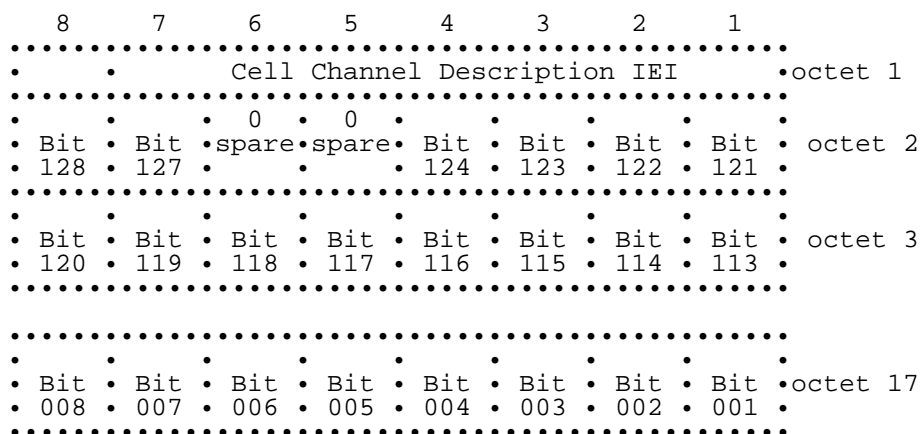 8 7 6 5 4 3 2 1
Cell Channel Description IEI octet 1
0 0
Bit Bit spare spare Bit Bit Bit Bit octet 2
128 127 124 123 122 121
Bit Bit Bit Bit Bit Bit Bit Bit octet 3
120 119 118 117 116 115 114 113
Bit Bit Bit Bit Bit Bit Bit Bit octet 17
008 007 006 005 004 003 002 001